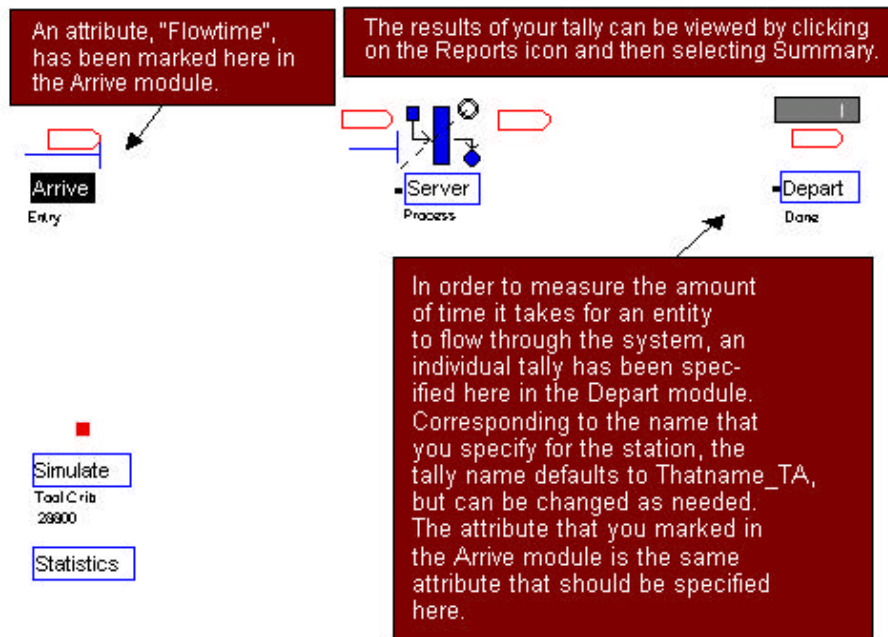 An attribute, "Flowtime",
has been marked here in
the Arrive module.
The results of your tally can be viewed by clicking
on the Reports icon and then selecting Summary.
Arrive
Entry
Server
Process
Depart
Done
In order to measure the amount
of time it takes for an entity
to flow through the system, an
individual tally has been spec-
ified here in the Depart module.
Corresponding to the name that
you specify for the station, the
tally name defaults to Thatname_TA,
but can be changed as needed.
The attribute that you marked in
the Arrive module is the same
attribute that should be specified
here.
Simulate
Tool Crib
28800
Statistics